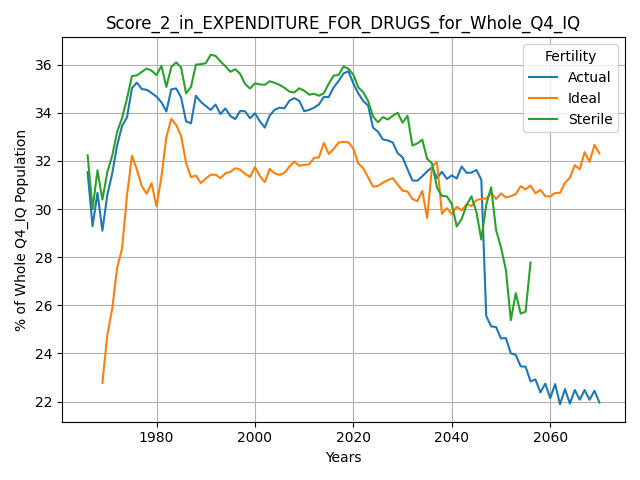 Score_2_in_EXPENDITURE_FOR_DRUGS_for_Whole_Q4_IQ
Fertility
Actual
Ideal
Sterile
% of Whole Q4_IQ Population
36
34
32
30
28
26
24
22
1980
2000
2020
2040
2060
Years